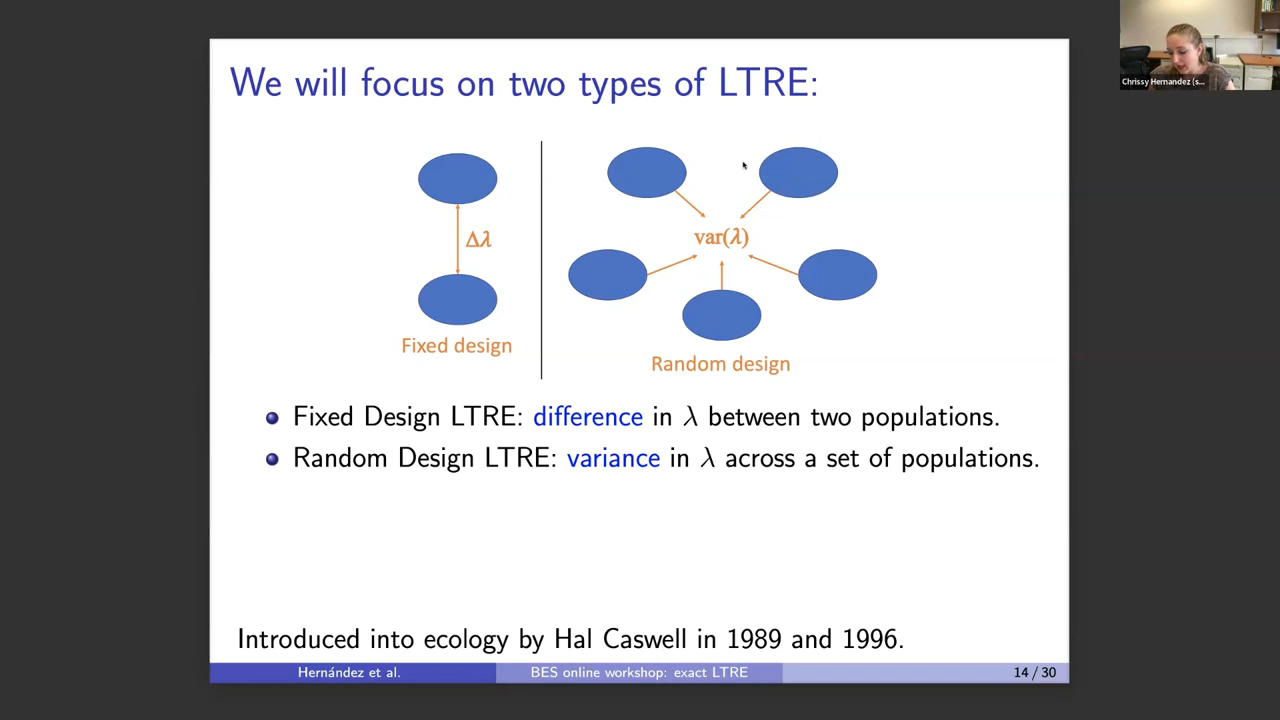 We will focus on two types of LTRE:
Chrissy Hernandez (s...
Δλ
Fixed design
var(λ)
Random design
Fixed Design LTRE: difference in λ between two populations.
Random Design LTRE: variance in λ across a set of populations.
Introduced into ecology by Hal Caswell in 1989 and 1996.
Hernández et al.
BES online workshop: exact LTRE
14 / 30